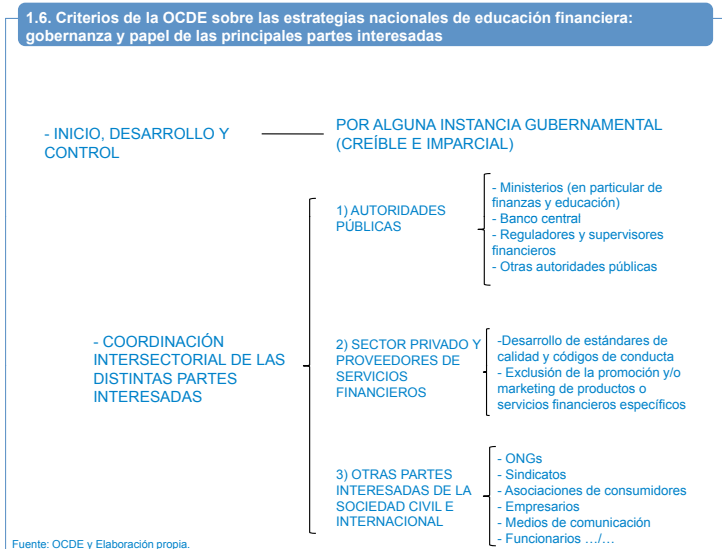 1.6. Criterios de la OCDE sobre las estrategias nacionales de educación financiera:
gobernanza y papel de las principales partes interesadas
- INICIO, DESARROLLO Y
CONTROL
POR ALGUNA INSTANCIA GUBERNAMENTAL
(CREÍBLE E IMPARCIAL)
- COORDINACIÓN
INTERSECTORIAL DE LAS
DISTINTAS PARTES
INTERESADAS
1) AUTORIDADES
PÚBLICAS
- Ministerios (en particular de
finanzas y educación)
- Banco central
- Reguladores y supervisores
financieros
- Otras autoridades públicas
2) SECTOR PRIVADO Y
PROVEEDORES DE
SERVICIOS
FINANCIEROS
-Desarrollo de estándares de
calidad y códigos de conducta
- Exclusión de la promoción y/o
marketing de productos o
servicios financieros específicos
3) OTRAS PARTES
INTERESADAS DE LA
SOCIEDAD CIVIL E
INTERNACIONAL
- ONGs
- Sindicatos
- Asociaciones de consumidores
- Empresarios
- Medios de comunicación
- Funcionarios .../...
Fuente: OCDE y Elaboración propia.